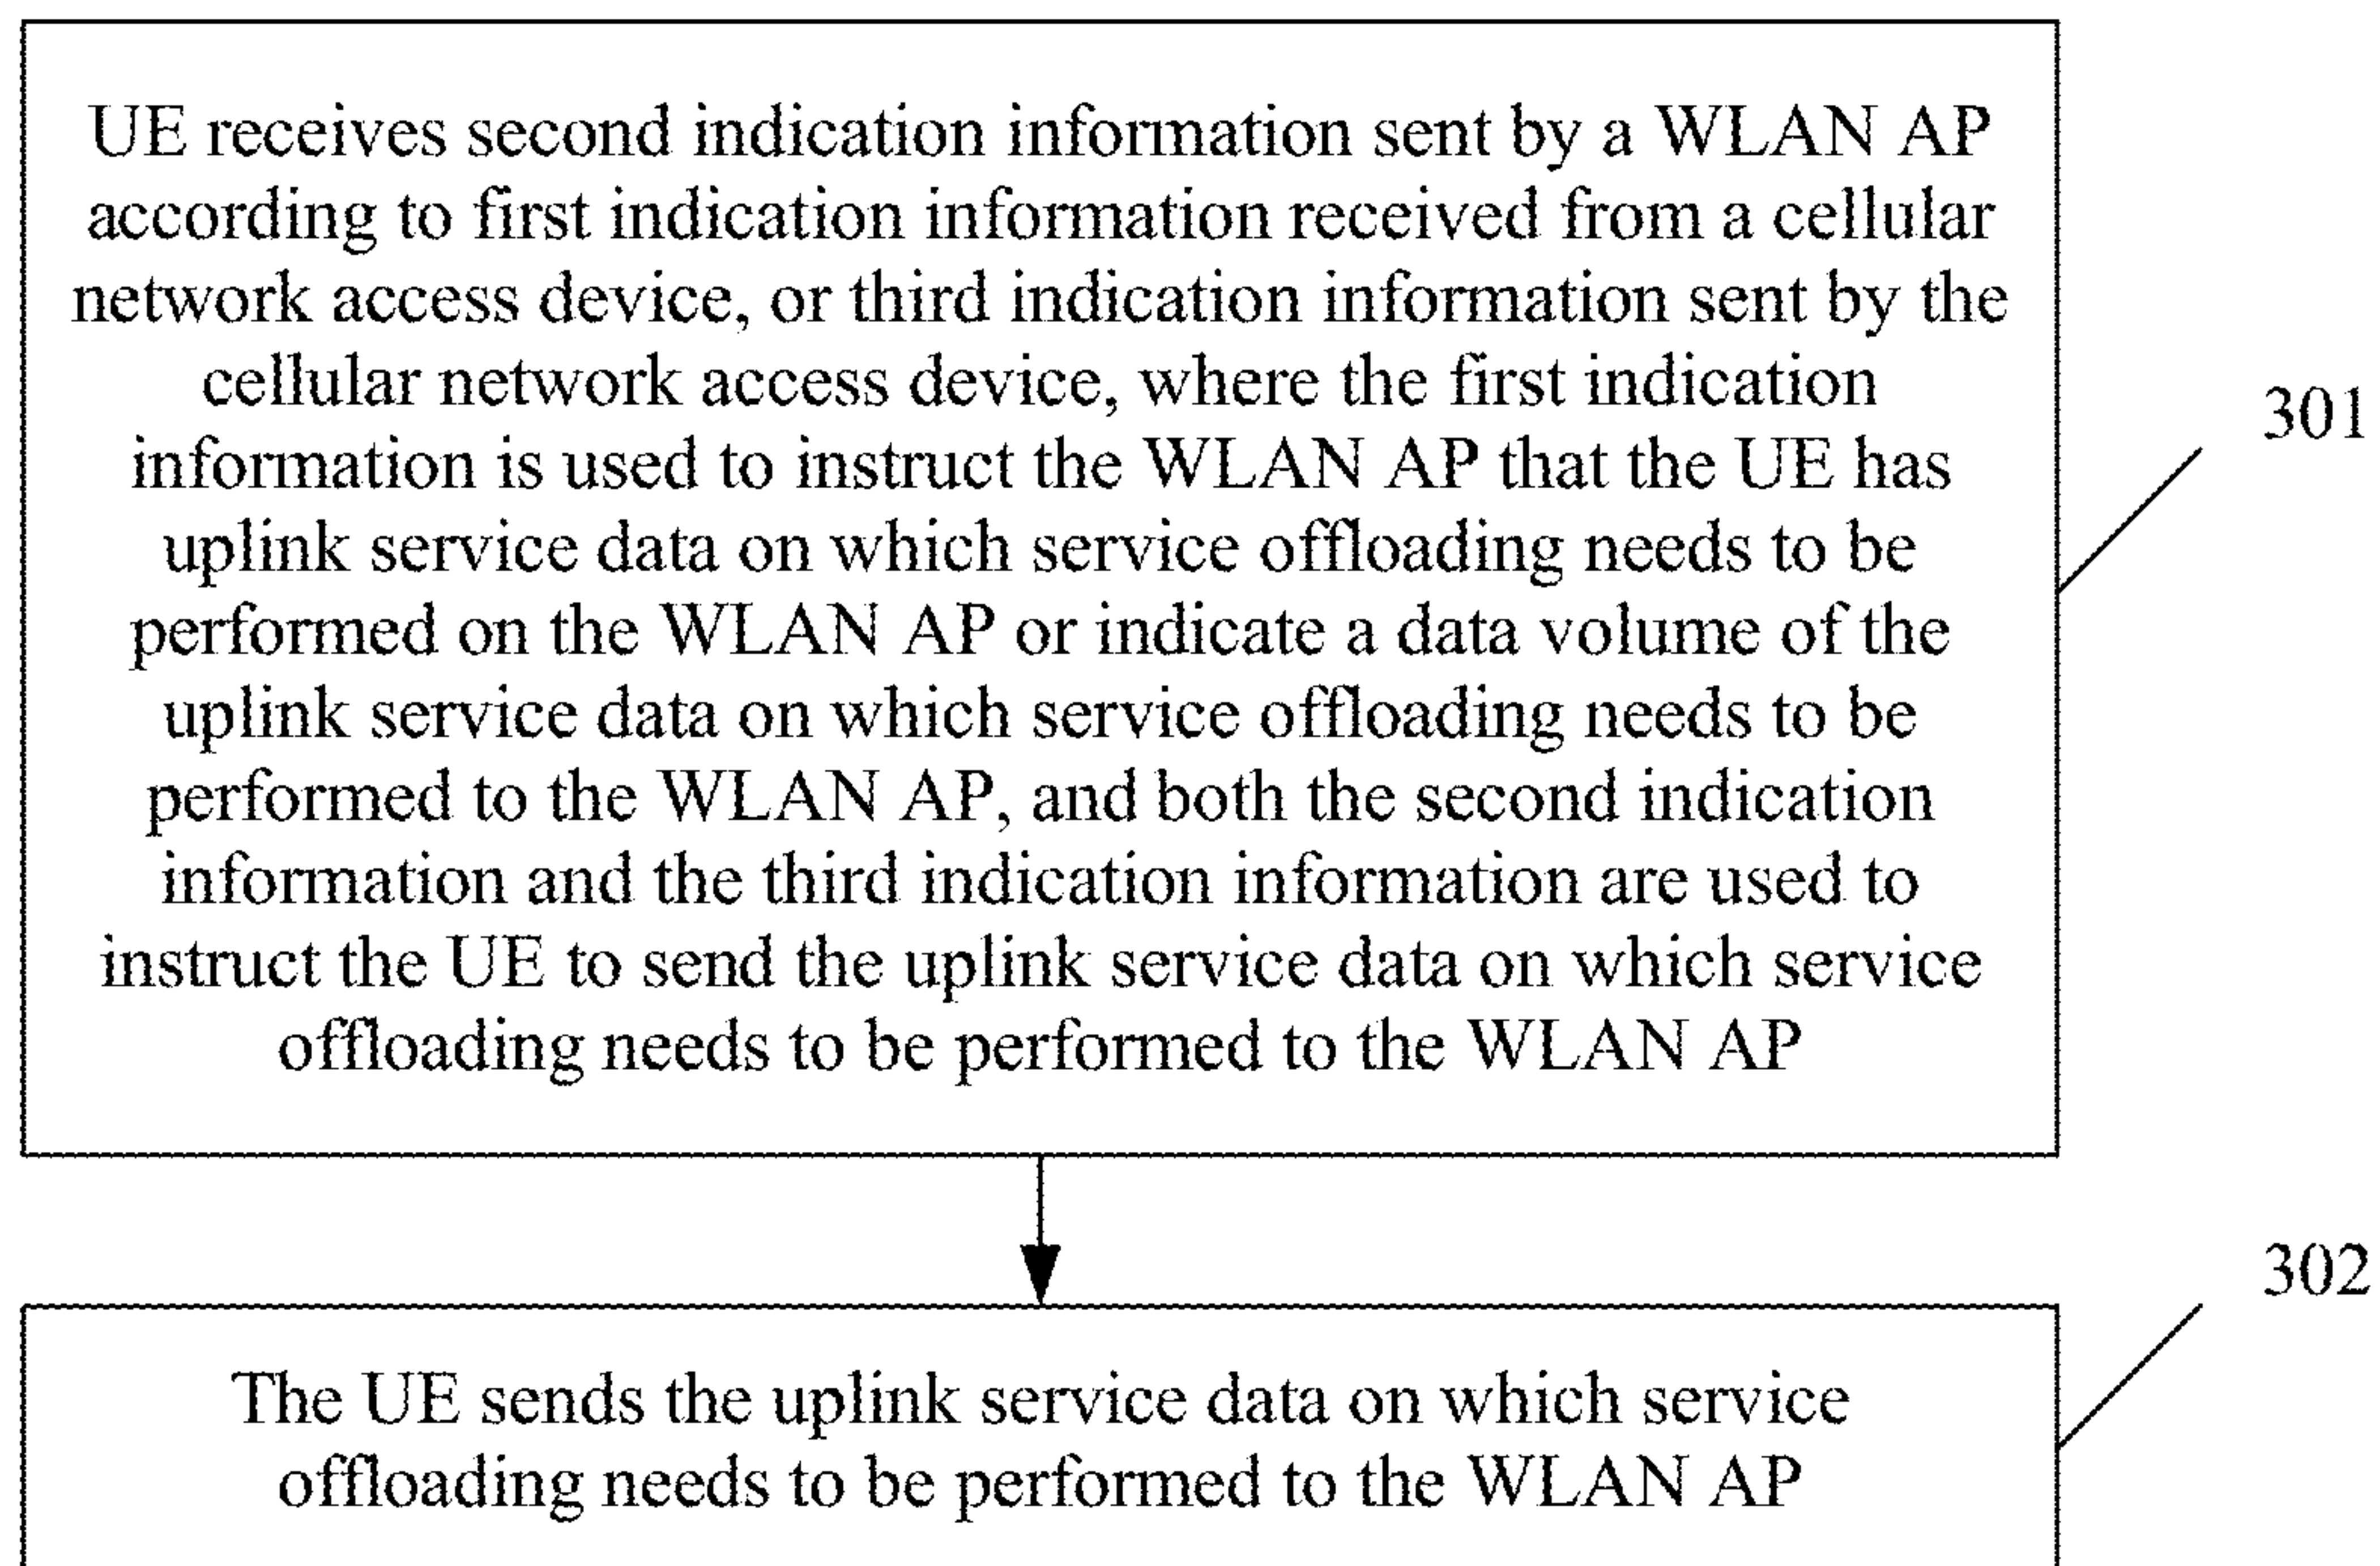 UE receives second indication information sent by a WLAN AP
according to first indication information received from a cellular
network access device, or third indication information sent by the
cellular network access device, where the first indication
information is used to instruct the WLAN AP that the UE has
uplink service data on which service offloading needs to be
performed on the WLAN AP or indicate a data volume of the
uplink service data on which service offloading needs to be
performed to the WLAN AP, and both the second indication
information and the third indication information are used to
instruct the UE to send the uplink service data on which service
offloading needs to be performed to the WLAN AP
301
302
The UE sends the uplink service data on which service
offloading needs to be performed to the WLAN AP